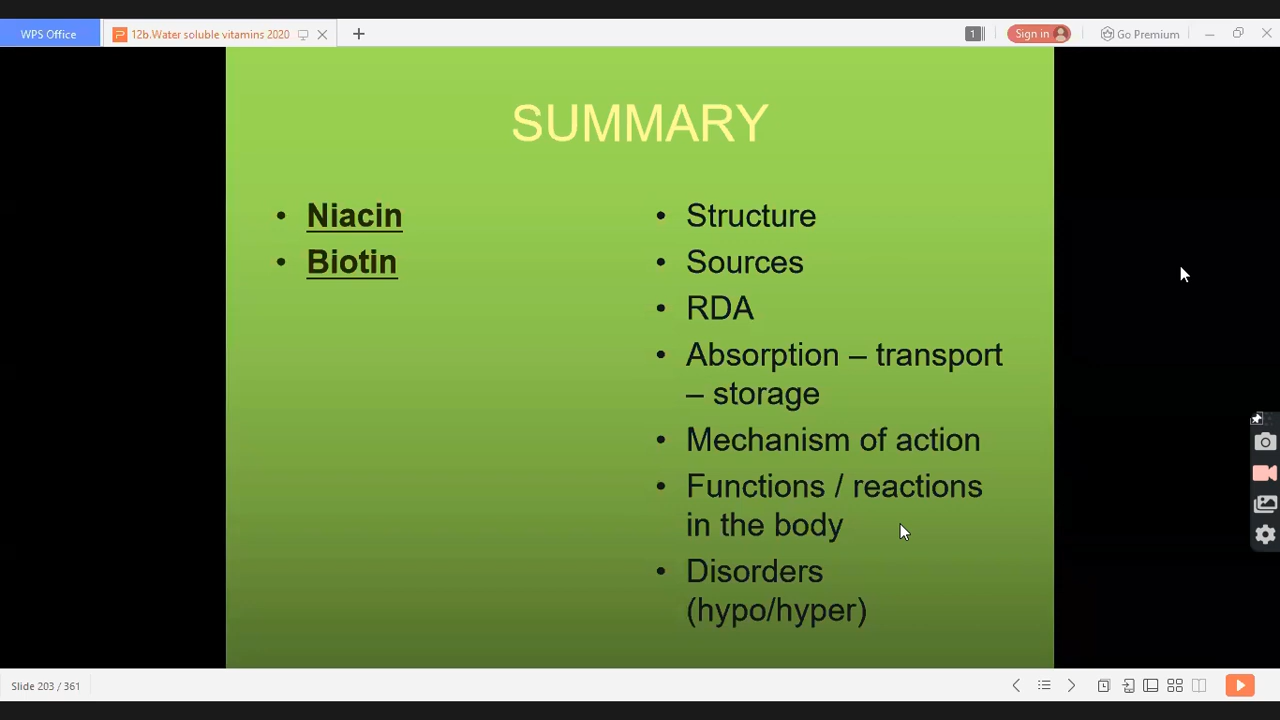 WPS Office
12b.Water soluble vitamins 2020
1
Sign in
Go Premium
SUMMARY
• Niacin
• Biotin
• Structure
• Sources
• RDA
• Absorption – transport
– storage
• Mechanism of action
• Functions / reactions
in the body
• Disorders
(hypo/hyper)
Slide 203 / 361